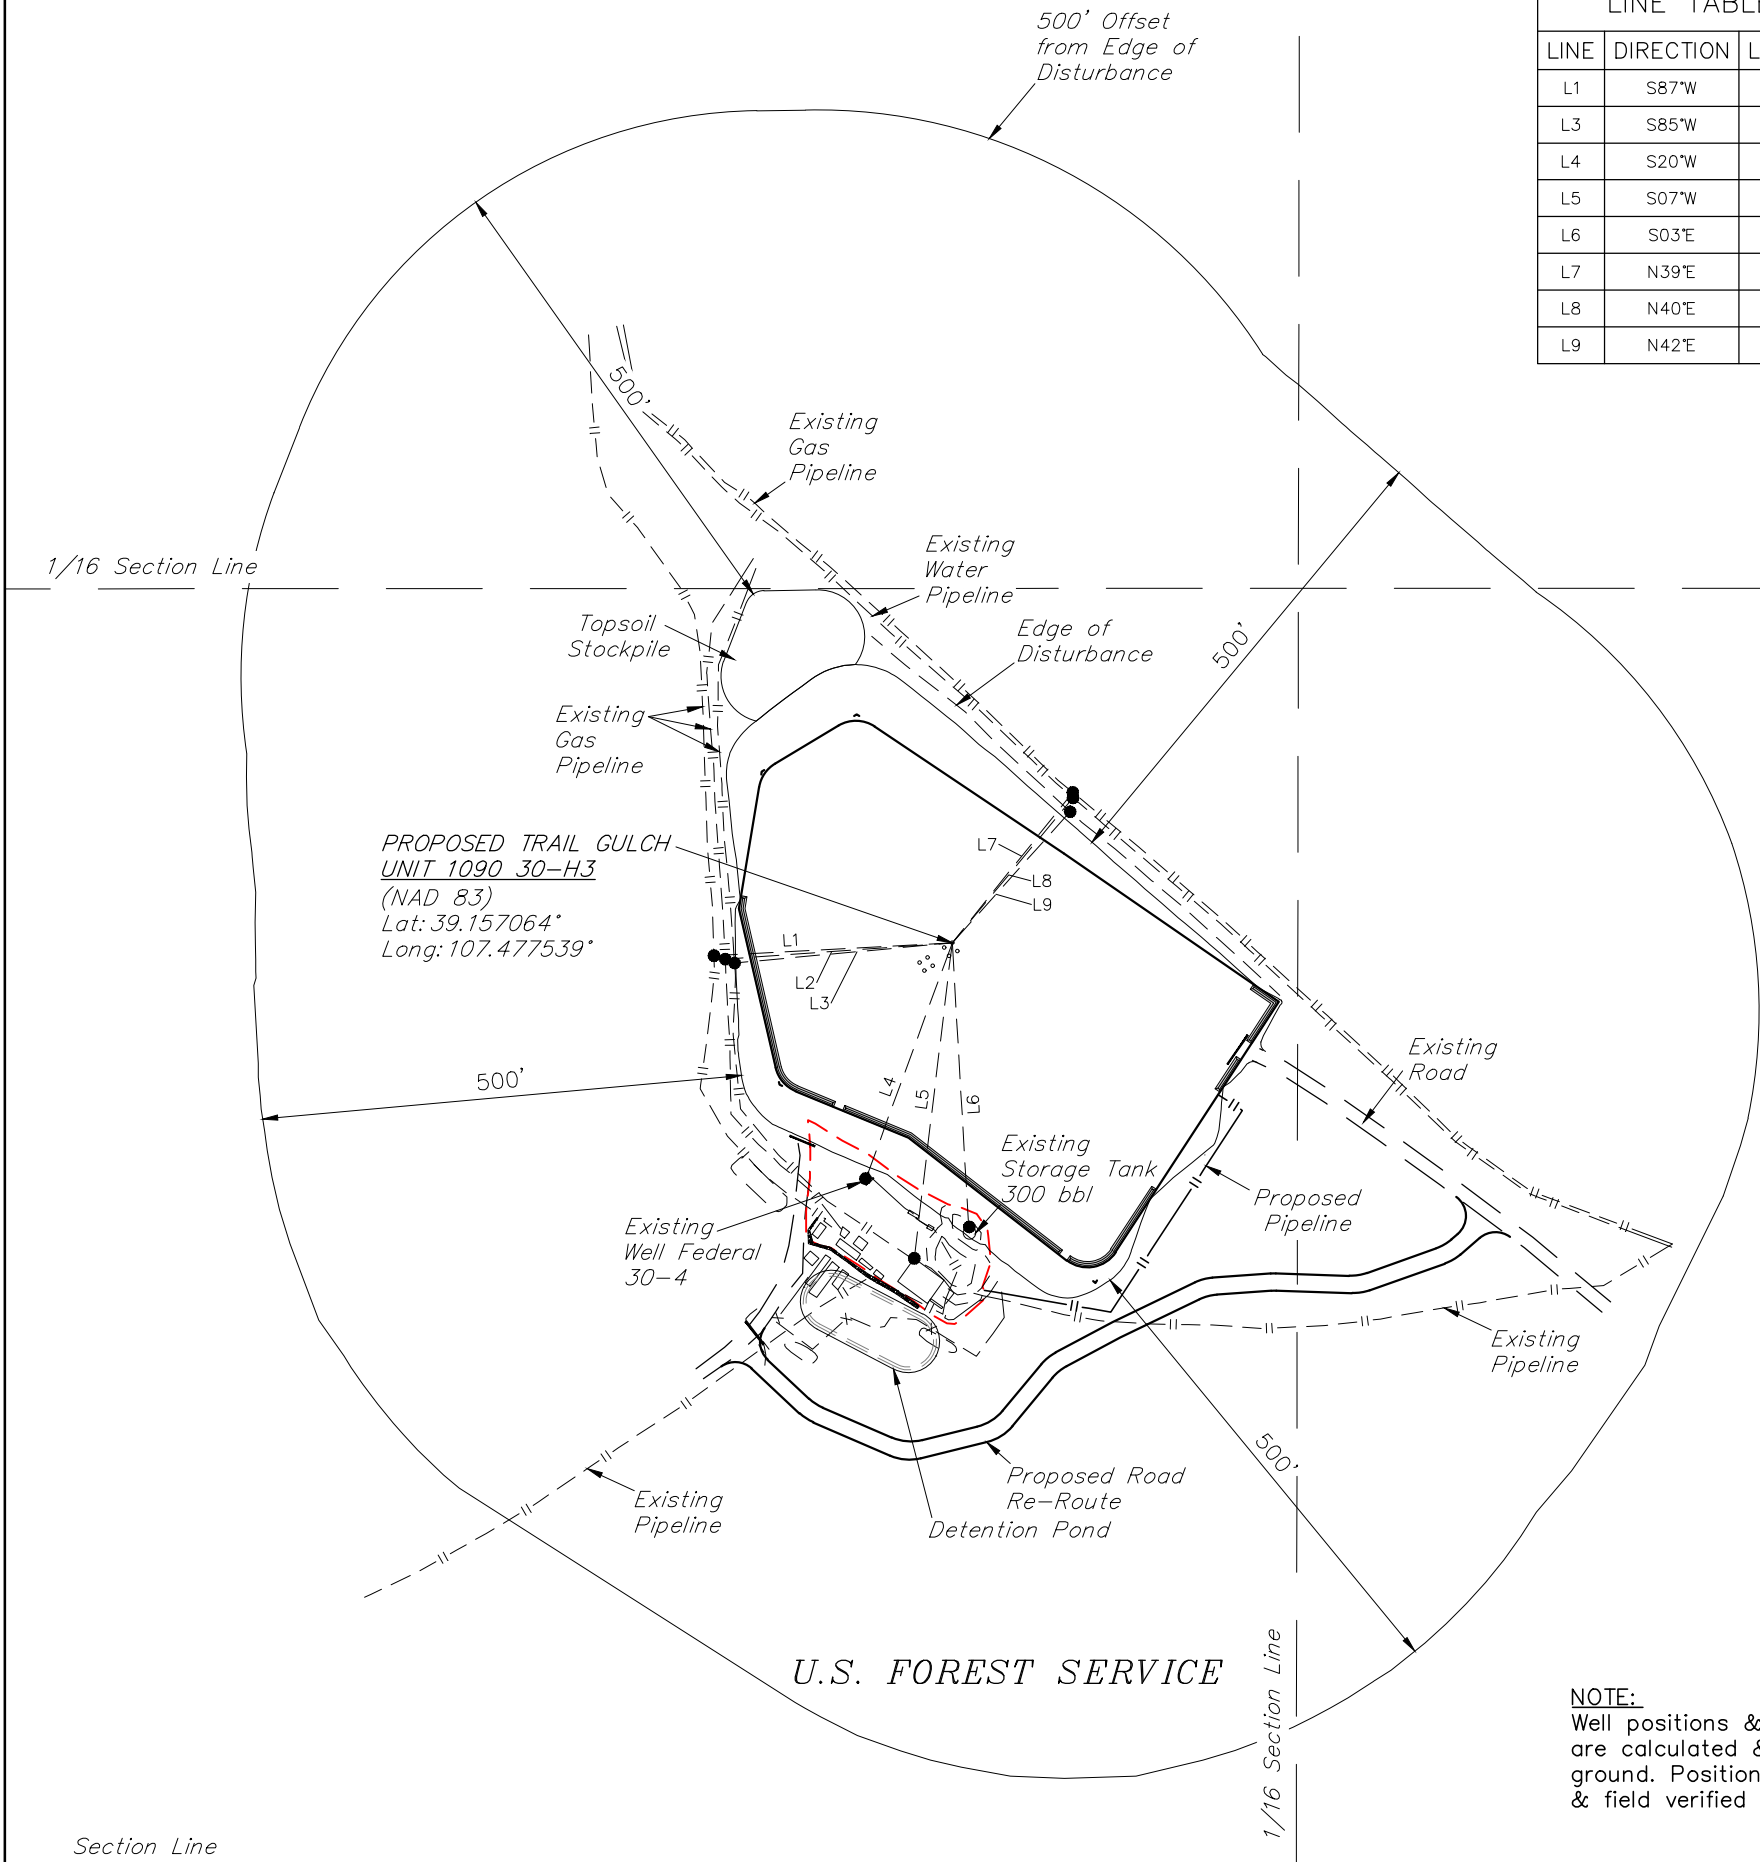 500' Offset
from Edge of
Disturbance
LINE TABLE
LINE DIRECTION
L1 S87°W
L3 S85°W
L4 S20°W
L5 S07°W
L6 S03°E
L7 N39°E
L8 N40°E
L9 N42°E
500'
Existing
Gas
Pipeline
1/16 Section Line
Existing
Water
Pipeline
Topsoil
Stockpile
Edge of
Disturbance
500'
Existing
Gas
Pipeline
PROPOSED TRAIL GULCH
UNIT 1090 30-H3
(NAD 83)
Lat: 39.157064°
Long: 107.477539°
L7
L8
L9
L1
L2
L3
500'
L4
L5
L6
Existing
Road
Existing
Storage Tank
300 bbl
Proposed
Pipeline
Existing
Well Federal
30-4
Existing
Pipeline
500'
Proposed Road
Re-Route
Detention Pond
Existing
Pipeline
U.S. FOREST SERVICE
1/16 Section Line
NOTE:
Well positions &
are calculated &
ground. Position
& field verified
Section Line